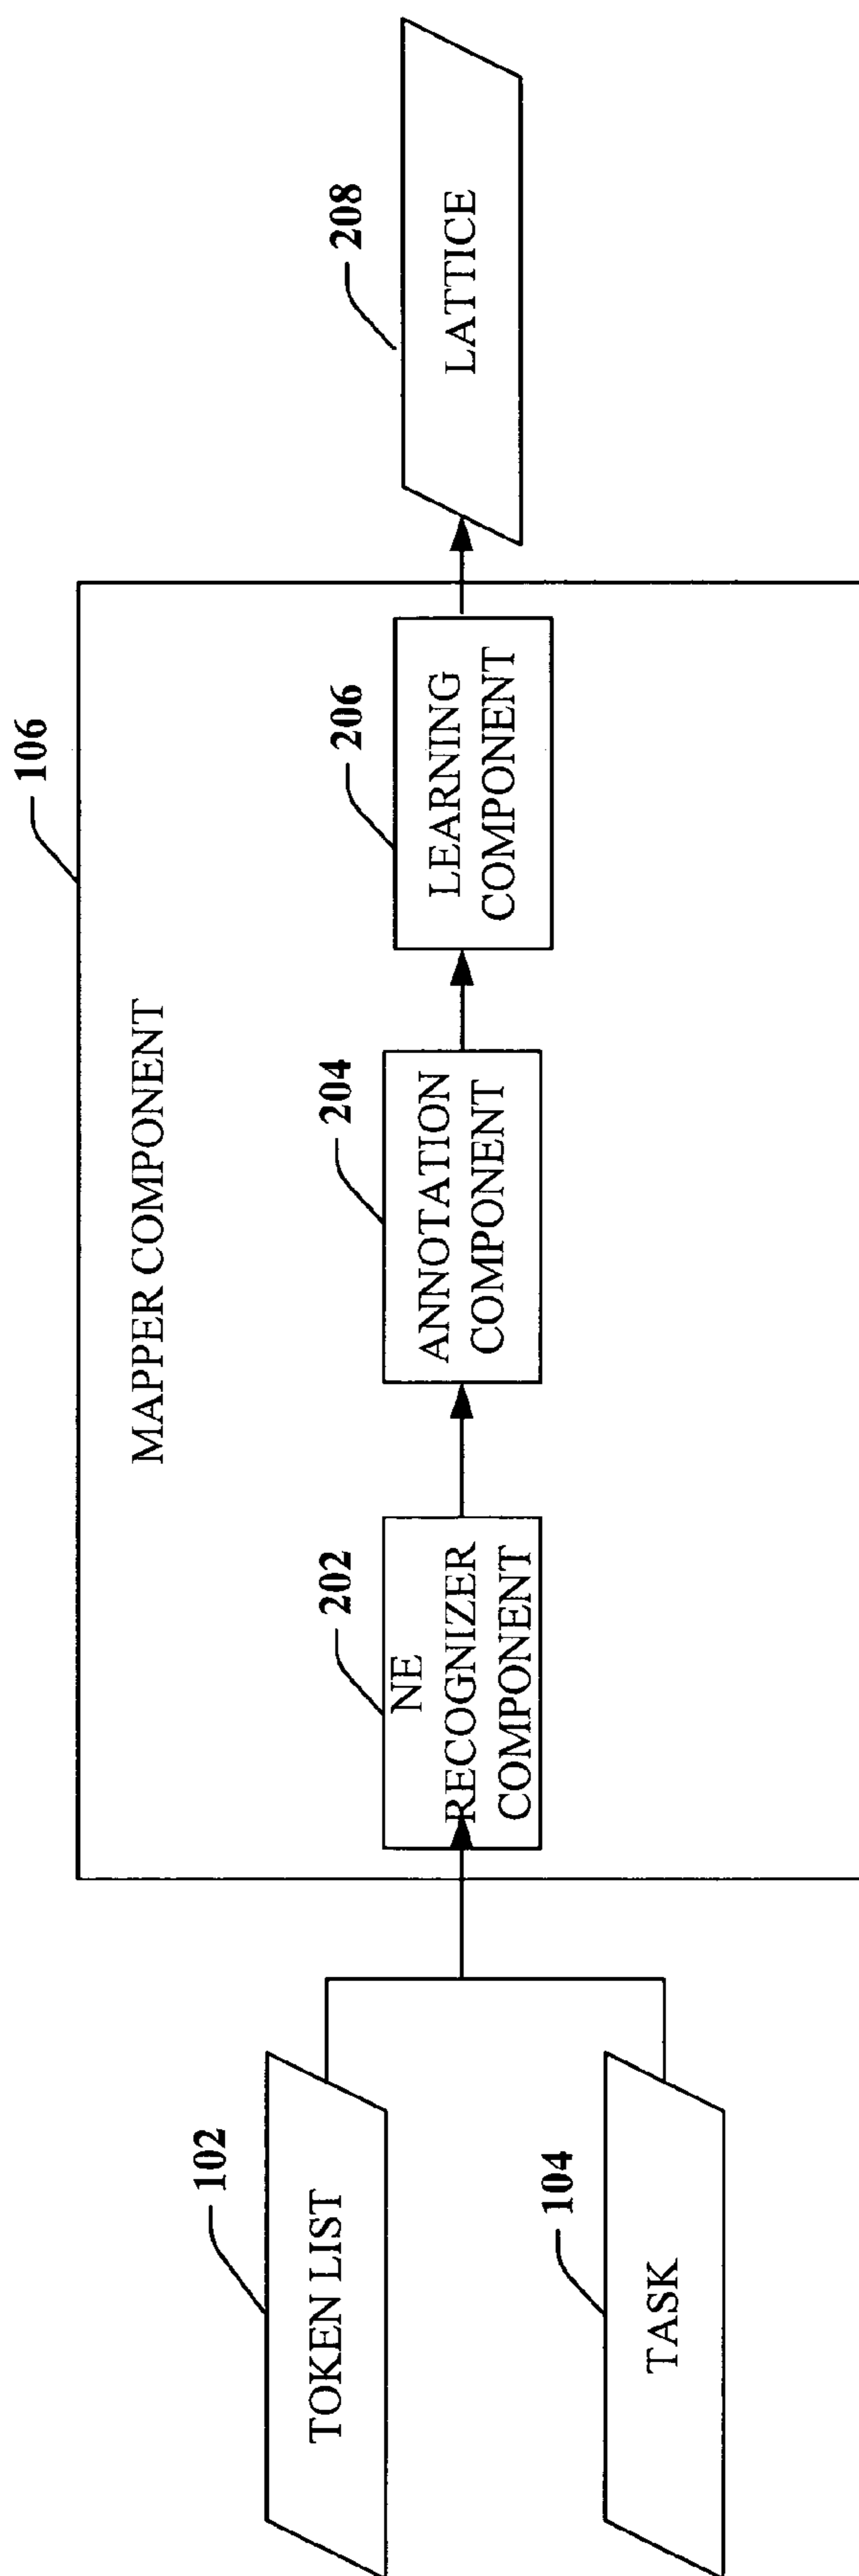 106
MAPPER COMPONENT
102
TOKEN LIST
104
TASK
202
NE
RECOGNIZER
COMPONENT
204
ANNOTATION
COMPONENT
206
LEARNING
COMPONENT
208
LATTICE